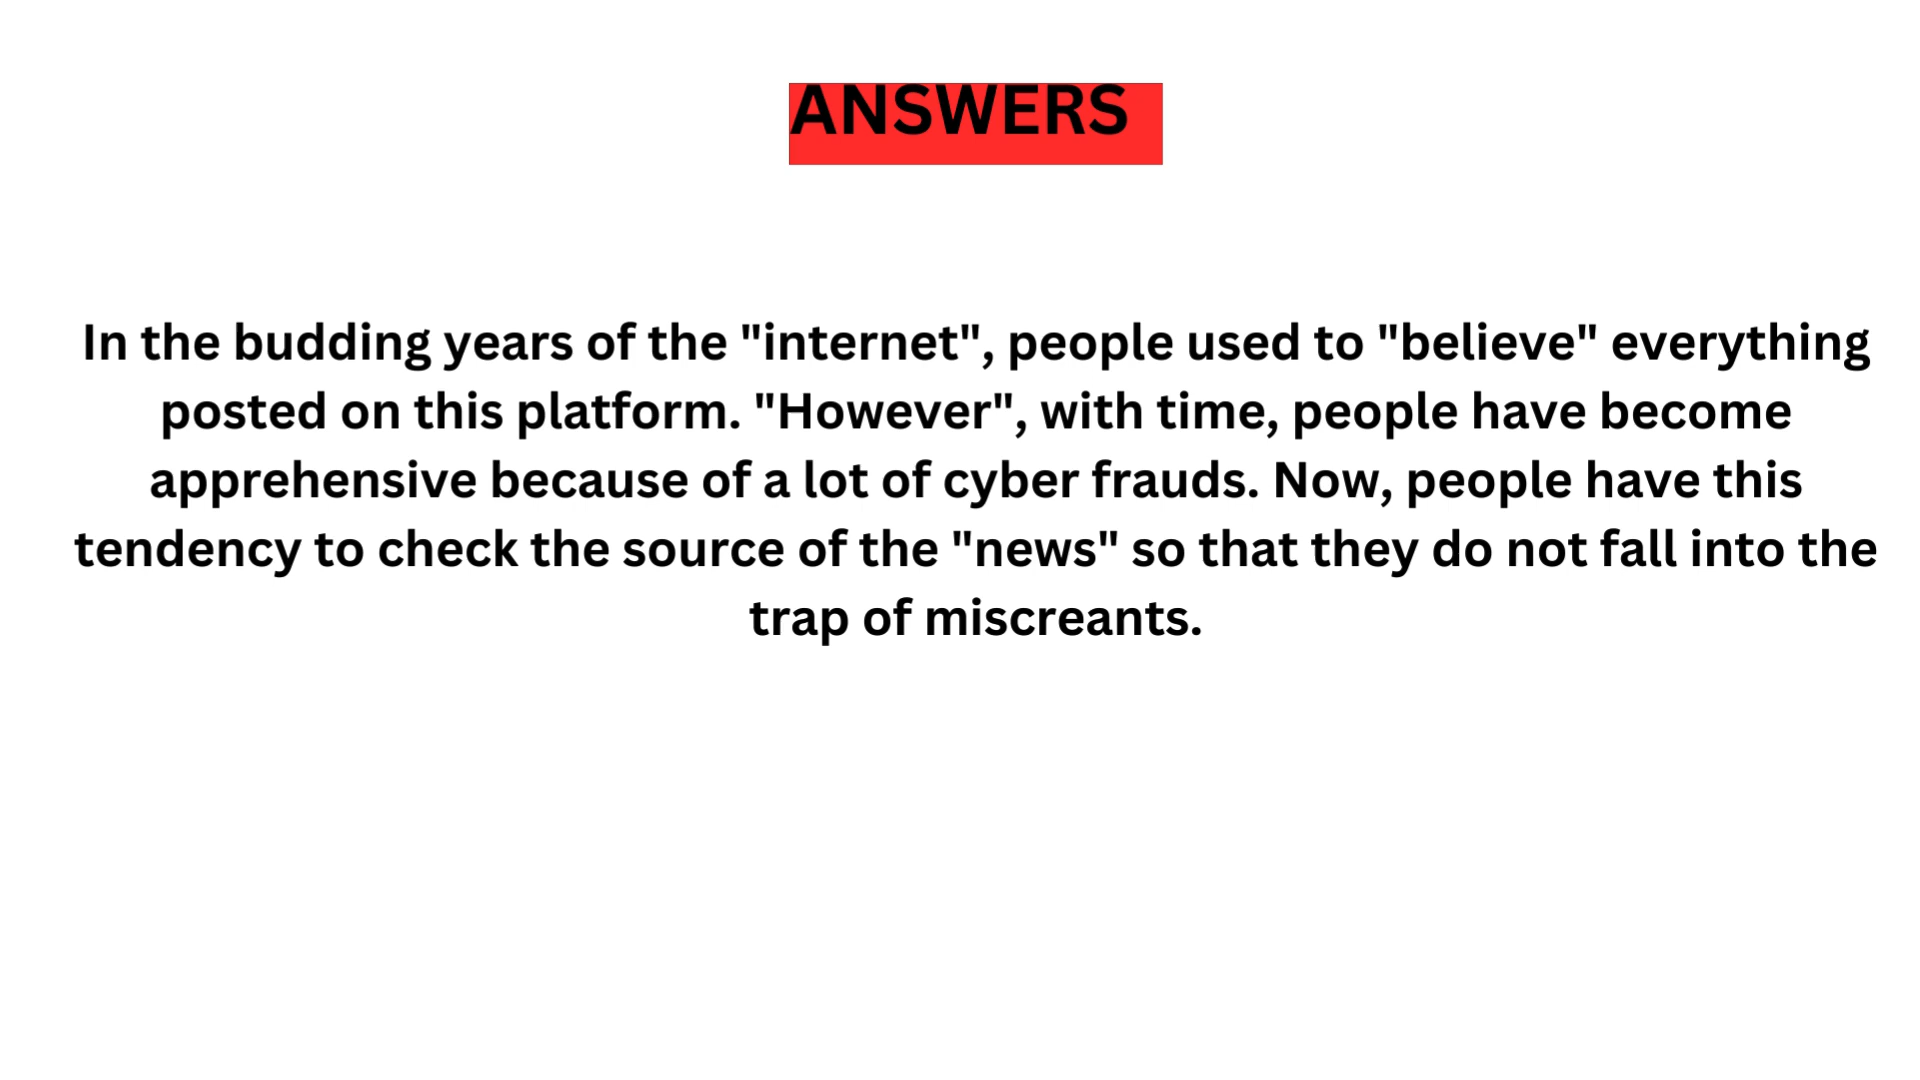 ANSWERS
In the budding years of the "internet", people used to "believe" everything
posted on this platform. "However", with time, people have become
apprehensive because of a lot of cyber frauds. Now, people have this
tendency to check the source of the "news" so that they do not fall into the
trap of miscreants.